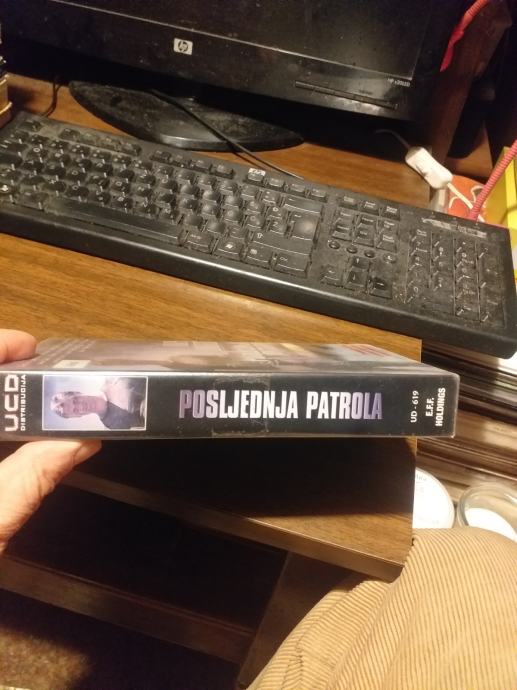 hp
UCD
DISTRIBUCIJA
POSLJEDNJA PATROLA
UD - 619
E.F.F.
HOLDINGS